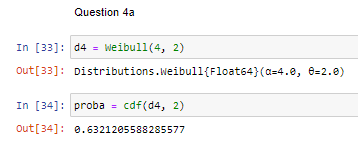 Question 4a
In [33]: d4 = Weibull(4, 2)
Out[33]: Distributions.Weibull{Float64}(α=4.0, θ=2.0)
In [34]: proba = cdf(d4, 2)
Out[34]: 0.6321205588285577